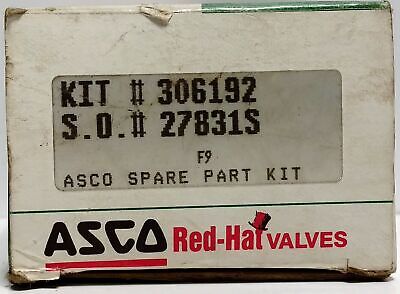 KIT # 306192
S.O.# 27831S
F9
ASCO SPARE PART KIT
ASCO Red-Hat VALVES